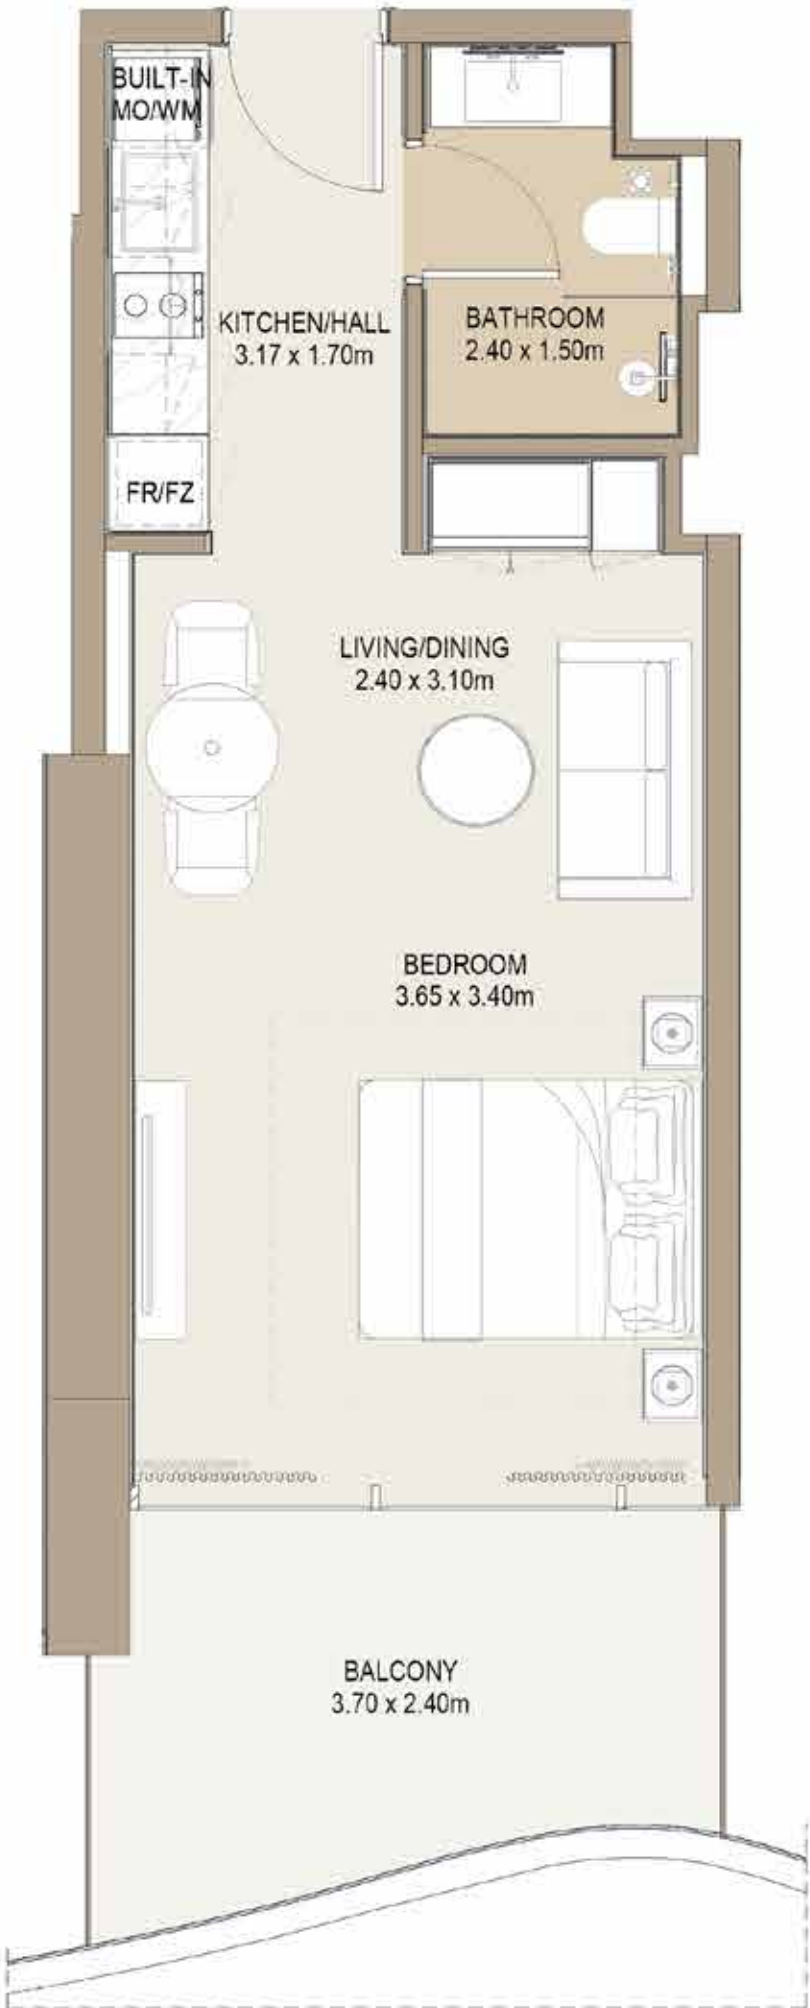 BUILT-IN
MO/WM
KITCHEN/HALL
3.17 x 1.70m
BATHROOM
2.40 x 1.50m
FR/FZ
LIVING/DINING
2.40 x 3.10m
BEDROOM
3.65 x 3.40m
BALCONY
3.70 x 2.40m